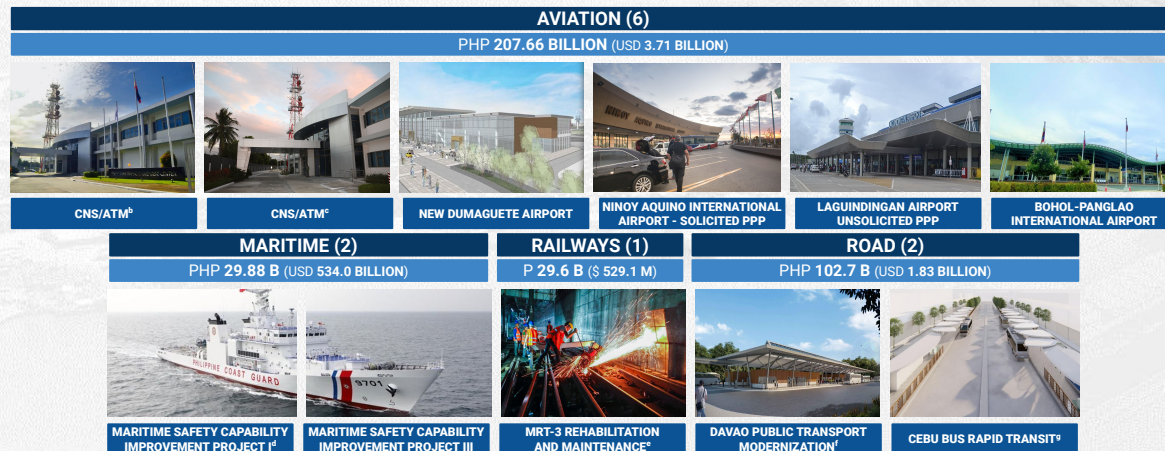 AVIATION (6)
PHP 207.66 BILLION (USD 3.71 BILLION)
NINOY AQUINO INTERNATIONAL
CNS/ATMᵇ
CNS/ATMᶜ
NEW DUMAGUETE AIRPORT
NINOY AQUINO INTERNATIONAL
AIRPORT - SOLICITED PPP
LAGUINDINGAN AIRPORT
UNSOLICITED PPP
BOHOL-PANGLAO
INTERNATIONAL AIRPORT
MARITIME (2)
PHP 29.88 B (USD 534.0 BILLION)
RAILWAYS (1)
P 29.6 B ($ 529.1 M)
ROAD (2)
PHP 102.7 B (USD 1.83 BILLION)
PHILIPPINE COAST GUARD
9701
MARITIME SAFETY CAPABILITY
IMPROVEMENT PROJECT Iᵈ
MARITIME SAFETY CAPABILITY
IMPROVEMENT PROJECT III
MRT-3 REHABILITATION
AND MAINTENANCEᵉ
DAVAO PUBLIC TRANSPORT
MODERNIZATIONᶠ
CEBU BUS RAPID TRANSITᵍ